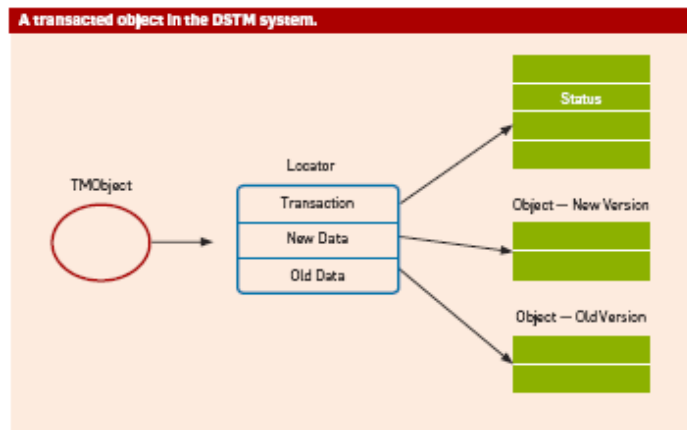 A transacted object in the DSTM system.
Status
Locator
TMObject
Transaction
Object — New Version
New Data
Old Data
Object — Old Version